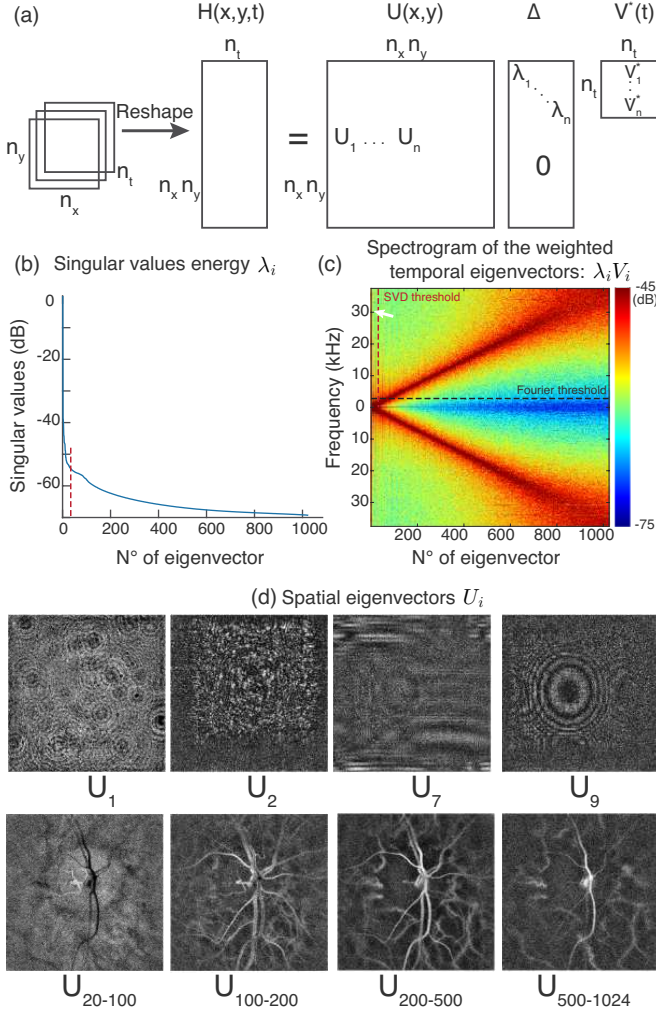 (a)
H(x,y,t)
U(x,y)
Δ
V*(t)
n_t
n_x n_y
n_t
n_y
n_x
n_t
Reshape
n_x n_y
=
n_x n_y
U_1 ... U_n
λ_1 ... λ_n
0
n_t
V_1^*
...
V_n^*
(b) Singular values energy λ_i
Singular values (dB)
0
-20
-40
-60
0 200 400 600 800 1000
N° of eigenvector
(c) Spectrogram of the weighted
temporal eigenvectors: λ_i V_i
Frequency (kHz)
30
20
10
0
10
20
30
SVD threshold
Fourier threshold
200 400 600 800 1000
N° of eigenvector
-45
(dB)
-75
(d) Spatial eigenvectors U_i
U_1
U_2
U_7
U_9
U_20-100
U_100-200
U_200-500
U_500-1024